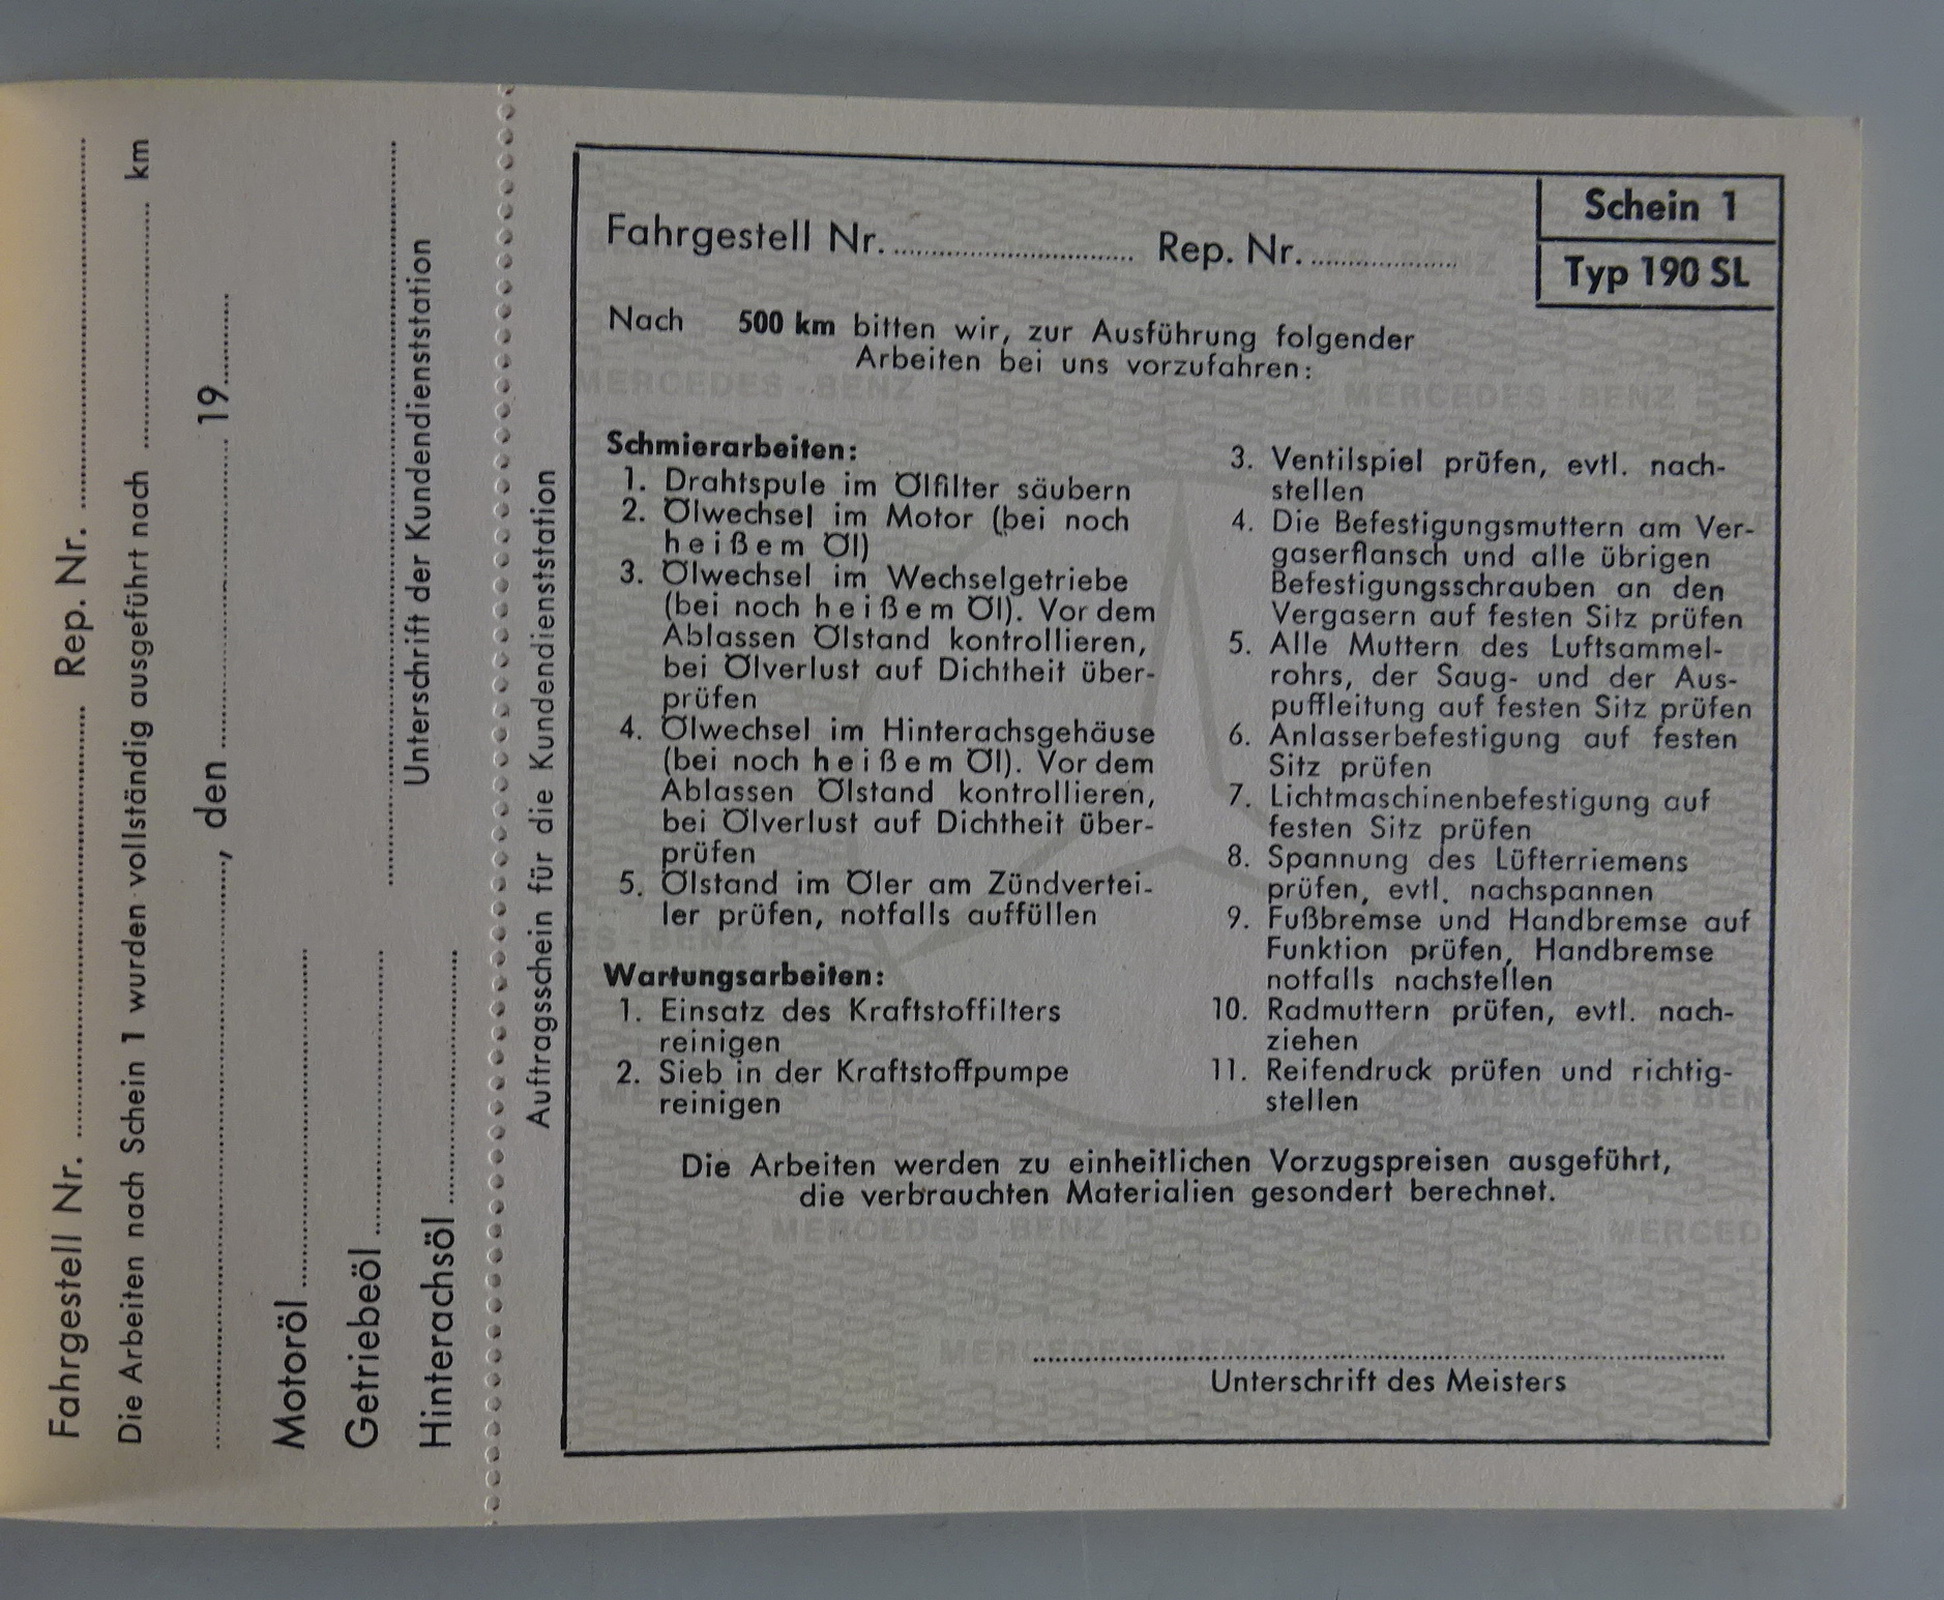 Fahrgestell Nr. .......... Rep. Nr. ..........
Die Arbeiten nach Schein 1 wurden vollständig ausgeführt nach .......... km
.........., den .......... 19......
Motoröl ..........
Getriebeöl ..........
Hinterachsöl ..........
Unterschrift der Kundendienststation
Auftragsschein für die Kundendienststation
Schein 1
Typ 190 SL
Fahrgestell Nr. .......... Rep. Nr. ..........
Nach 500 km bitten wir, zur Ausführung folgender
Arbeiten bei uns vorzufahren:
Schmierarbeiten:
1. Drahtspule im Ölfilter säubern
2. Ölwechsel im Motor (bei noch
heißem Öl)
3. Ölwechsel im Wechselgetriebe
(bei noch heißem Öl). Vor dem
Ablassen Ölstand kontrollieren,
bei Ölverlust auf Dichtheit über-
prüfen
4. Ölwechsel im Hinterachsgehäuse
(bei noch heißem Öl). Vor dem
Ablassen Ölstand kontrollieren,
bei Ölverlust auf Dichtheit über-
prüfen
5. Ölstand im Öler am Zündvertei-
ler prüfen, notfalls auffüllen
Wartungsarbeiten:
1. Einsatz des Kraftstoffilters
reinigen
2. Sieb in der Kraftstoffpumpe
reinigen
3. Ventilspiel prüfen, evtl. nach-
stellen
4. Die Befestigungsmuttern am Ver-
gaserflansch und alle übrigen
Befestigungsschrauben an den
Vergasern auf festen Sitz prüfen
5. Alle Muttern des Luftsammel-
rohrs, der Saug- und der Aus-
puffleitung auf festen Sitz prüfen
6. Anlasserbefestigung auf festen
Sitz prüfen
7. Lichtmaschinenbefestigung auf
festen Sitz prüfen
8. Spannung des Lüfterriemens
prüfen, evtl. nachspannen
9. Fußbremse und Handbremse auf
Funktion prüfen, Handbremse
notfalls nachstellen
10. Radmuttern prüfen, evtl. nach-
ziehen
11. Reifendruck prüfen und richtig-
stellen
Die Arbeiten werden zu einheitlichen Vorzugspreisen ausgeführt,
die verbrauchten Materialien gesondert berechnet.
Unterschrift des Meisters
MERCEDES-BENZ
MERCEDES-BENZ
MERCEDES-BENZ